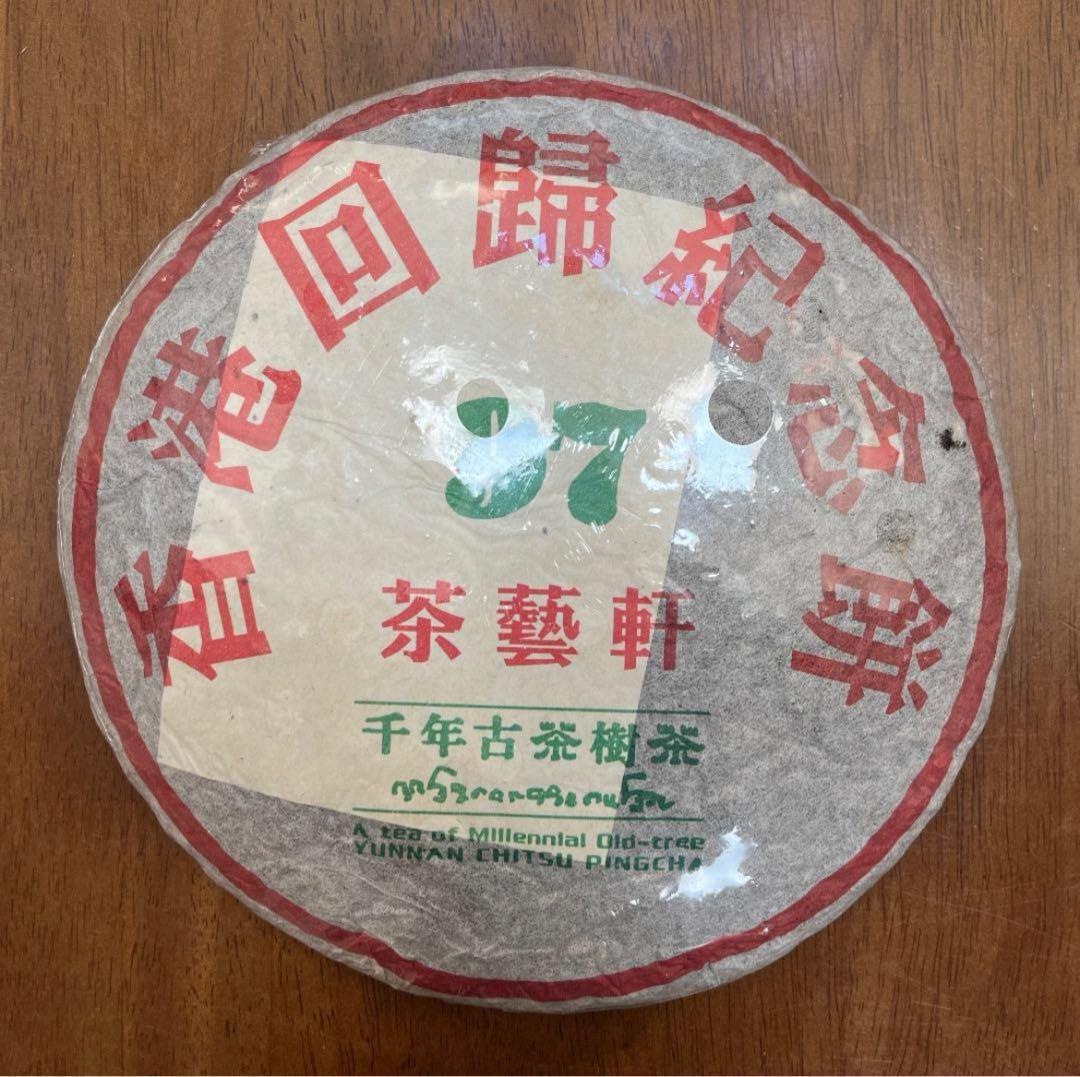 香港回歸紀念餅
97
茶藝軒
千年古茶樹茶
A tea of Millennial Old-tree
YUNNAN CHITSU PINGCHA